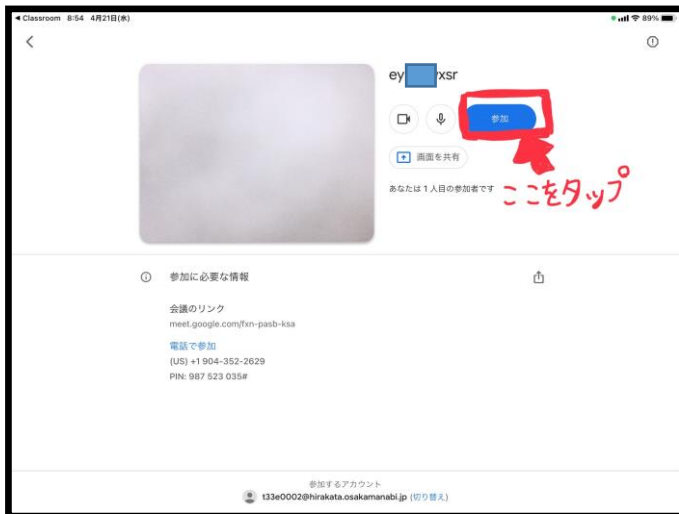 ◀ Classroom 8:54 4月21日(水)
89%
ey xsr
参加
画面を共有
あなたは1人目の参加者です
ここをタップ
参加に必要な情報
会議のリンク
meet.google.com/fxn-pasb-ksa
電話で参加
(US) +1 904-352-2629
PIN: 987 523 035#
参加するアカウント
t33e0002@hirakata.osakamanabi.jp (切り替え)